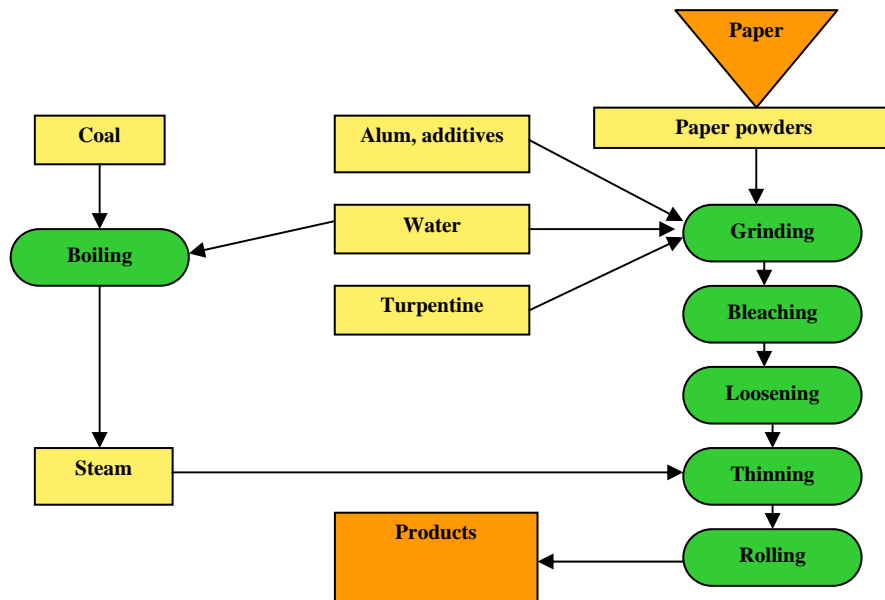 Paper
Coal
Alum, additives
Paper powders
Water
Grinding
Boiling
Turpentine
Bleaching
Loosening
Steam
Thinning
Products
Rolling